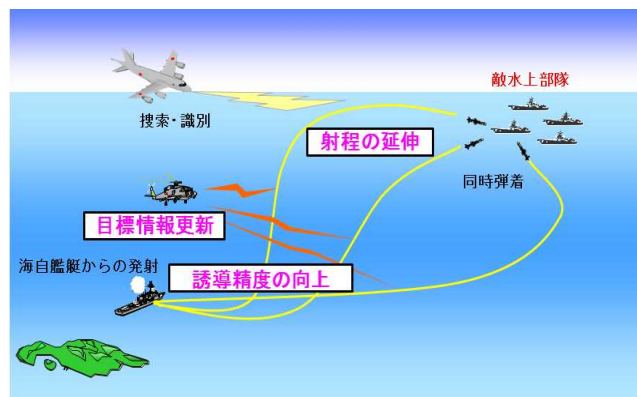 敵水上部隊
捜索・識別
射程の延伸
同時弾着
目標情報更新
海自艦艇からの発射
誘導精度の向上